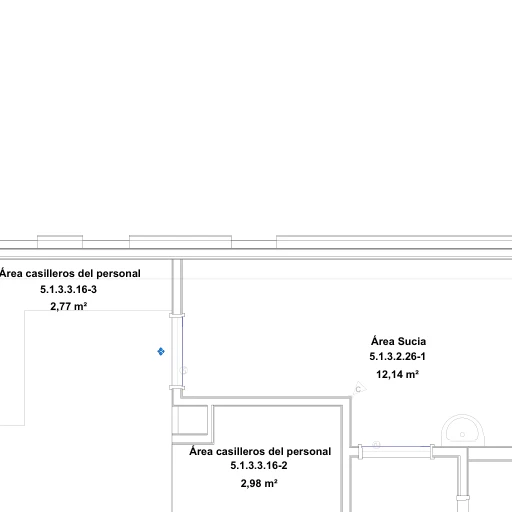 Área casilleros del personal
5.1.3.3.16-3
2,77 m²
Área Sucia
5.1.3.2.26-1
12,14 m²
Área casilleros del personal
5.1.3.3.16-2
2,98 m²